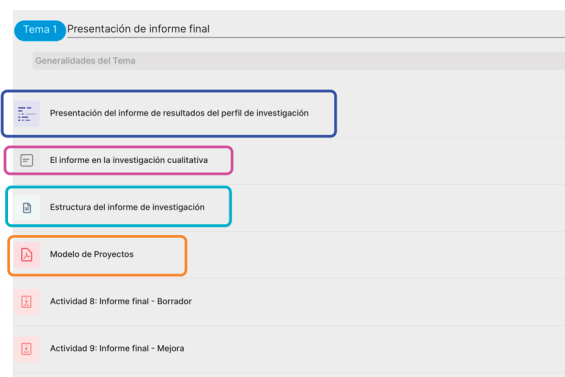 Tema 1 Presentación de informe final
Generalidades del Tema
Presentación del informe de resultados del perfil de investigación
El informe en la investigación cualitativa
Estructura del informe de investigación
Modelo de Proyectos
Actividad 8: Informe final - Borrador
Actividad 9: Informe final - Mejora